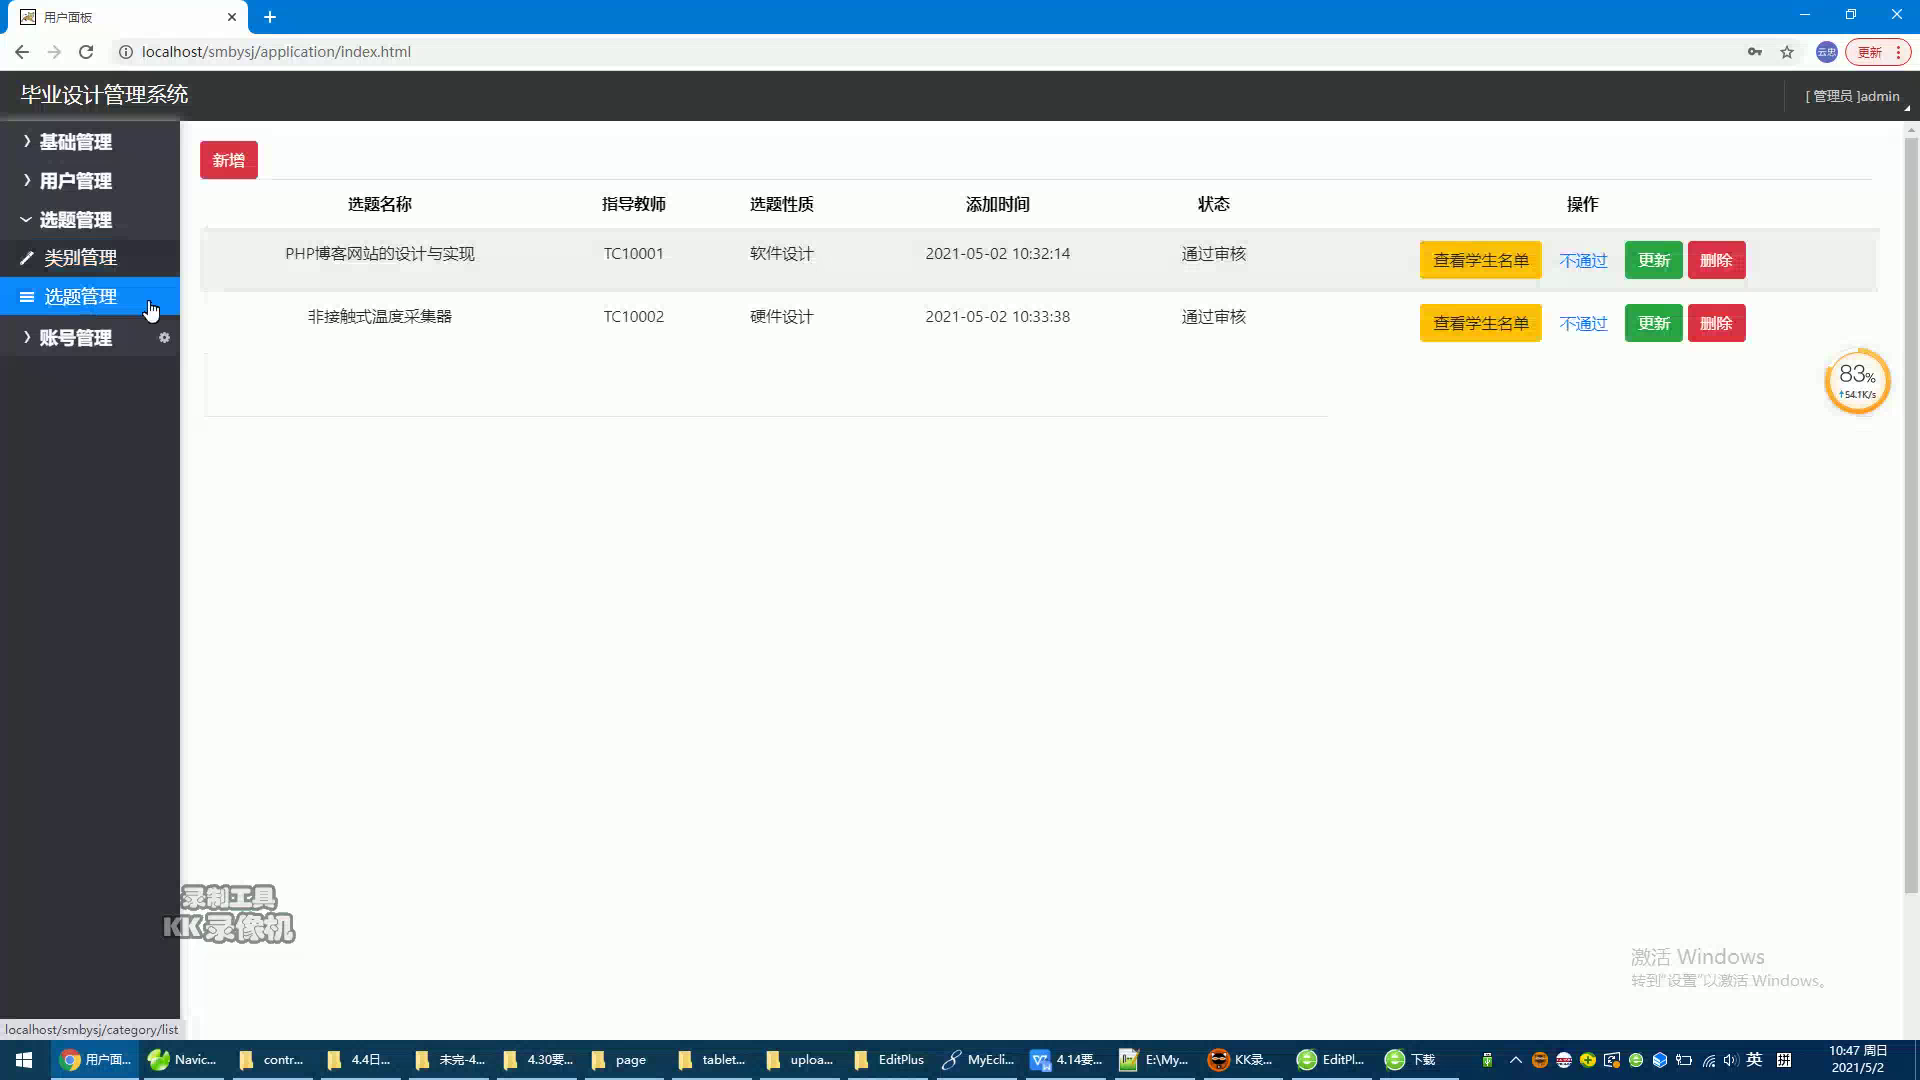 用户面板
localhost/smbysj/application/index.html
云忠
更新
毕业设计管理系统
[ 管理员 ]admin
基础管理
用户管理
选题管理
类别管理
选题管理
账号管理
新增
选题名称 指导教师 选题性质 添加时间 状态 操作
PHP博客网站的设计与实现 TC10001 软件设计 2021-05-02 10:32:14 通过审核 查看学生名单 不通过 更新 删除
非接触式温度采集器 TC10002 硬件设计 2021-05-02 10:33:38 通过审核 查看学生名单 不通过 更新 删除
83%
↑54.1K/s
录制工具
KK录像机
激活 Windows
转到“设置”以激活 Windows。
localhost/smbysj/category/list
用户面... Navic... contr... 4.4日... 未完-4... 4.30要... page tablet... uploa... EditPlus MyEcli... 4.14要... E:\My... KK录... EditPl... 下载 英 拼
10:47 周日
2021/5/2